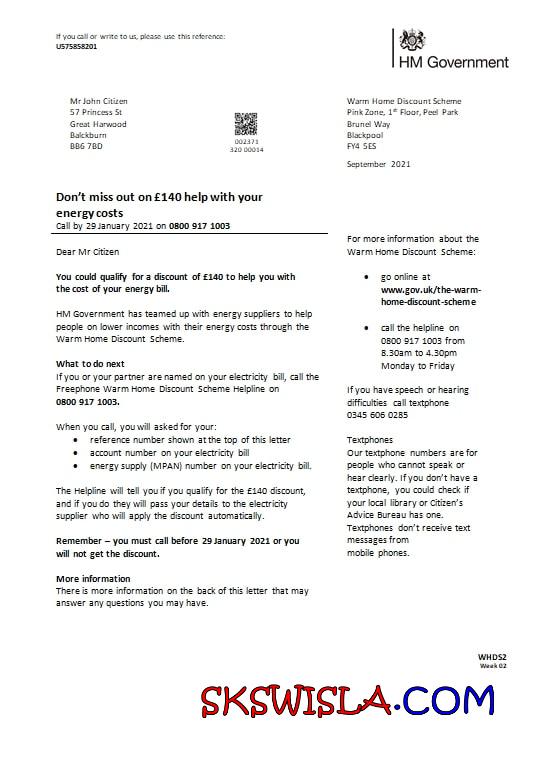 If you call or write to us, please use this reference:
U575858201
HM Government
Mr John Citizen
57 Princess St
Great Harwood
Balckburn
BB6 7BD
002371
320 00014
Warm Home Discount Scheme
Pink Zone, 1st Floor, Peel Park
Brunel Way
Blackpool
FY4 5ES
September 2021
Don't miss out on £140 help with your
energy costs
Call by 29 January 2021 on 0800 917 1003
Dear Mr Citizen
You could qualify for a discount of £140 to help you with
the cost of your energy bill.
HM Government has teamed up with energy suppliers to help
people on lower incomes with their energy costs through the
Warm Home Discount Scheme.
What to do next
If you or your partner are named on your electricity bill, call the
Freephone Warm Home Discount Scheme Helpline on
0800 917 1003.
When you call, you will asked for your:
• reference number shown at the top of this letter
• account number on your electricity bill
• energy supply (MPAN) number on your electricity bill.
The Helpline will tell you if you qualify for the £140 discount,
and if you do they will pass your details to the electricity
supplier who will apply the discount automatically.
Remember – you must call before 29 January 2021 or you
will not get the discount.
More information
There is more information on the back of this letter that may
answer any questions you may have.
For more information about the
Warm Home Discount Scheme:
• go online at
www.gov.uk/the-warm-
home-discount-scheme
• call the helpline on
0800 917 1003 from
8.30am to 4.30pm
Monday to Friday
If you have speech or hearing
difficulties call textphone
0345 606 0285
Textphones
Our textphone numbers are for
people who cannot speak or
hear clearly. If you don't have a
textphone, you could check if
your local library or Citizen's
Advice Bureau has one.
Textphones don't receive text
messages from
mobile phones.
WHDS2
Week 02
SKSWISLA.COM